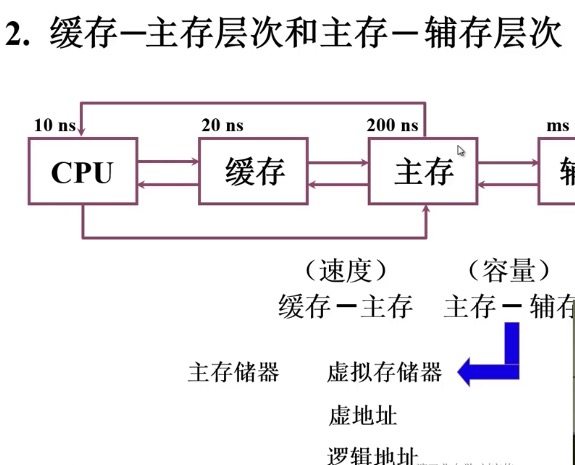 2. 缓存－主存层次和主存－辅存层次
10 ns 20 ns 200 ns ms
CPU 缓存 主存 辅
（速度） （容量）
缓存－主存 主存－辅存
主存储器 虚拟存储器
虚地址
逻辑地址